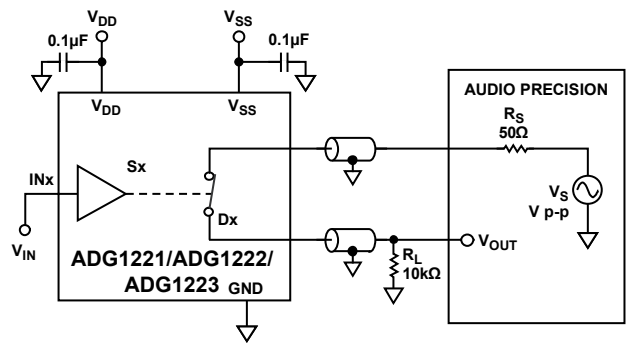 VDD
VSS
0.1µF
0.1µF
VDD
VSS
AUDIO PRECISION
RS
50Ω
INx
Sx
VS
V p-p
Dx
VIN
VOUT
RL
10kΩ
ADG1221/ADG1222/
ADG1223
GND